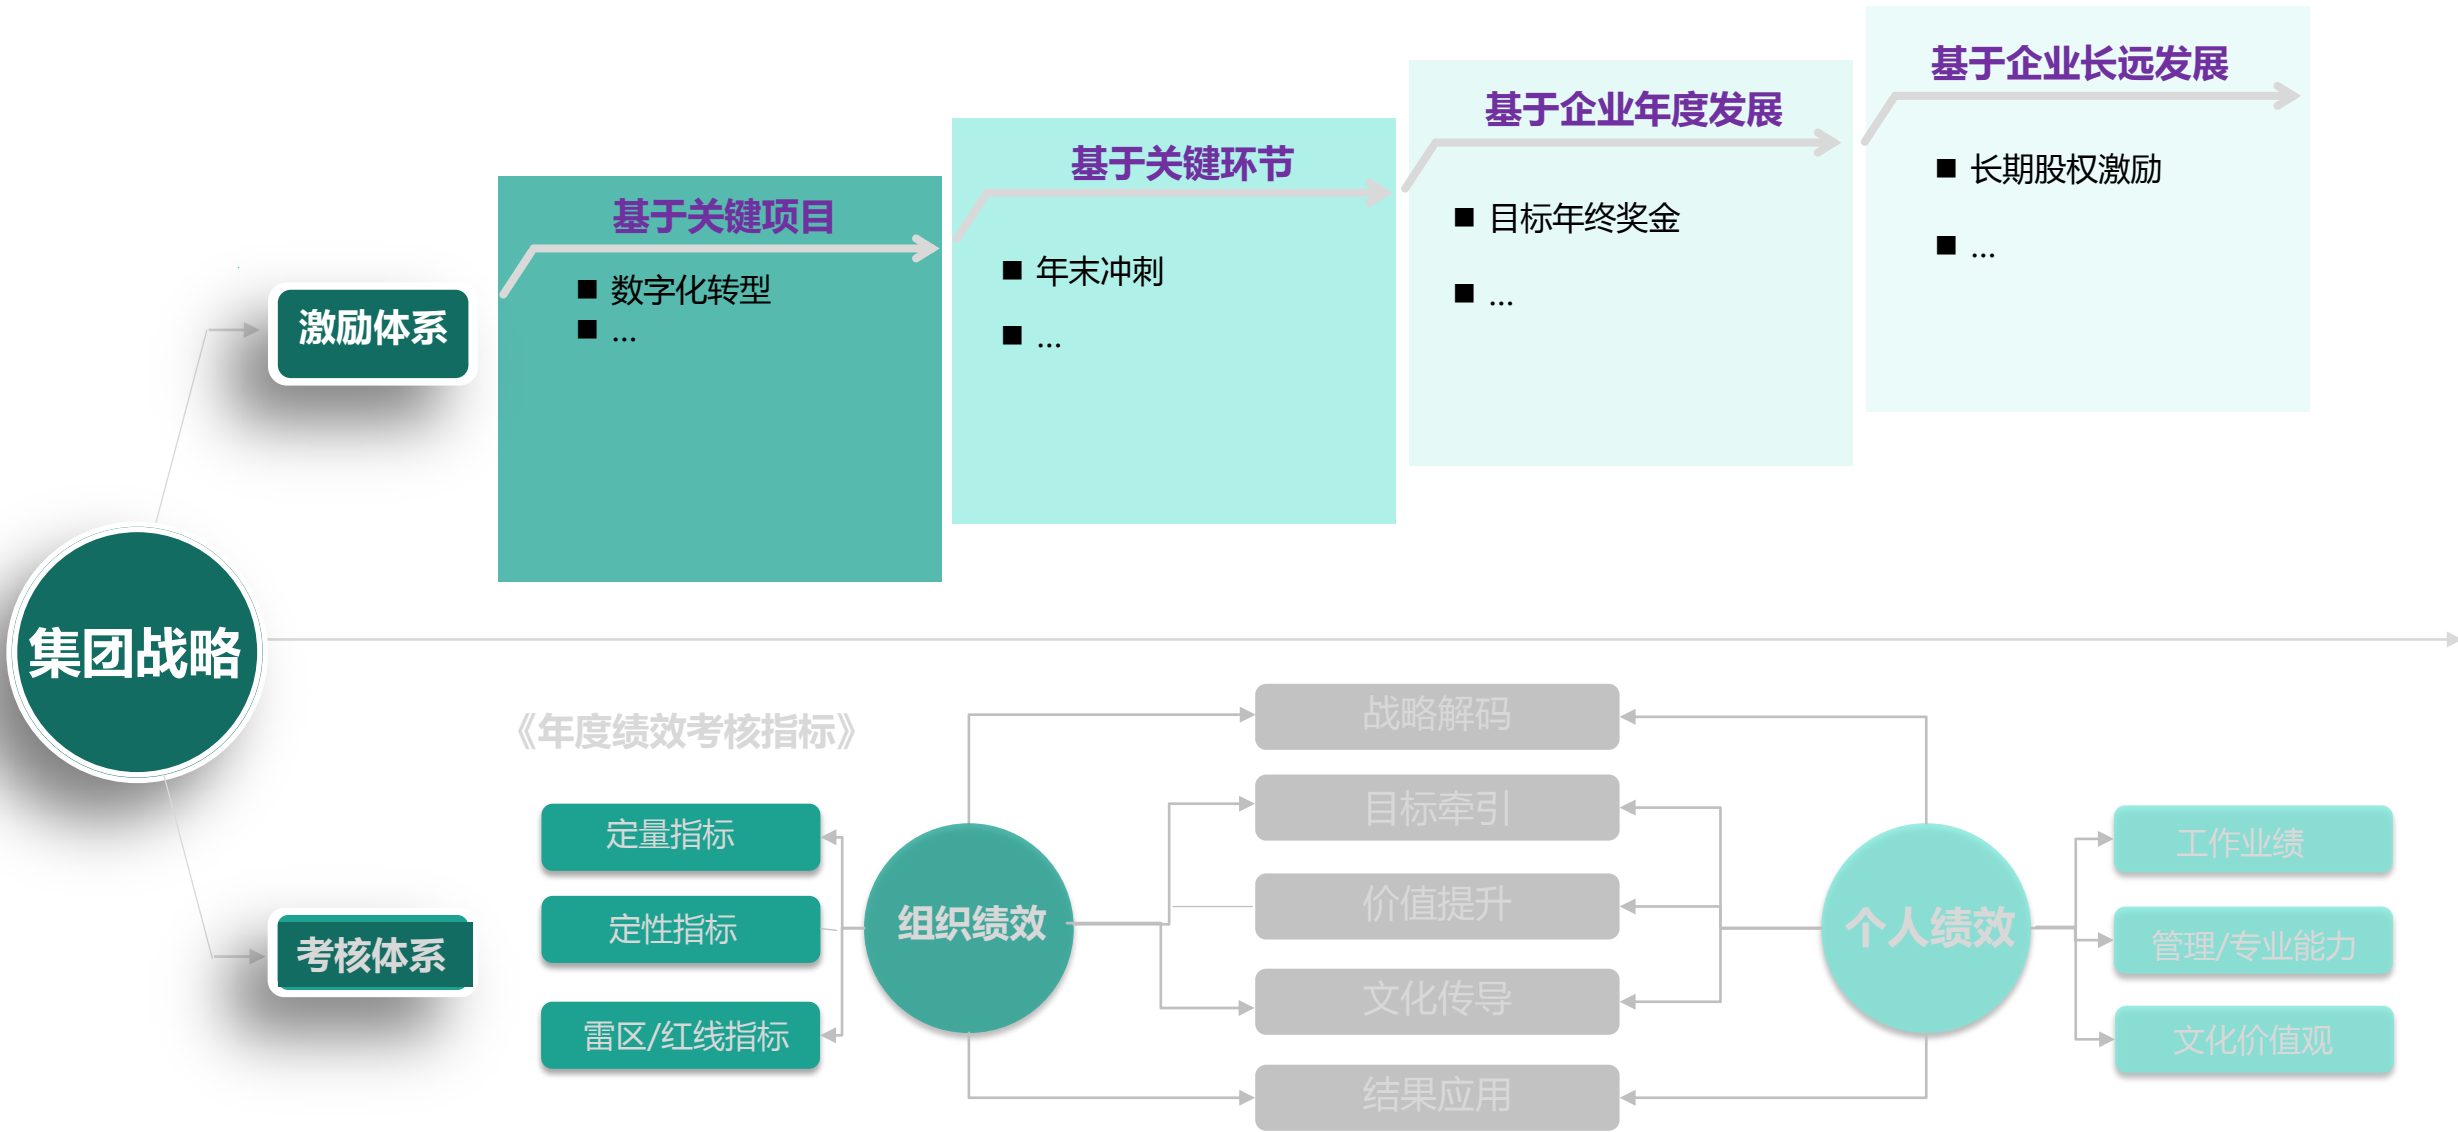 基于企业长远发展
■ 长期股权激励
■ …
基于企业年度发展
■ 目标年终奖金
■ …
基于关键环节
■ 年末冲刺
■ …
基于关键项目
■ 数字化转型
■ …
激励体系
集团战略
考核体系
《年度绩效考核指标》
定量指标
定性指标
雷区/红线指标
组织绩效
战略解码
目标牵引
价值提升
文化传导
结果应用
个人绩效
工作业绩
管理/专业能力
文化价值观